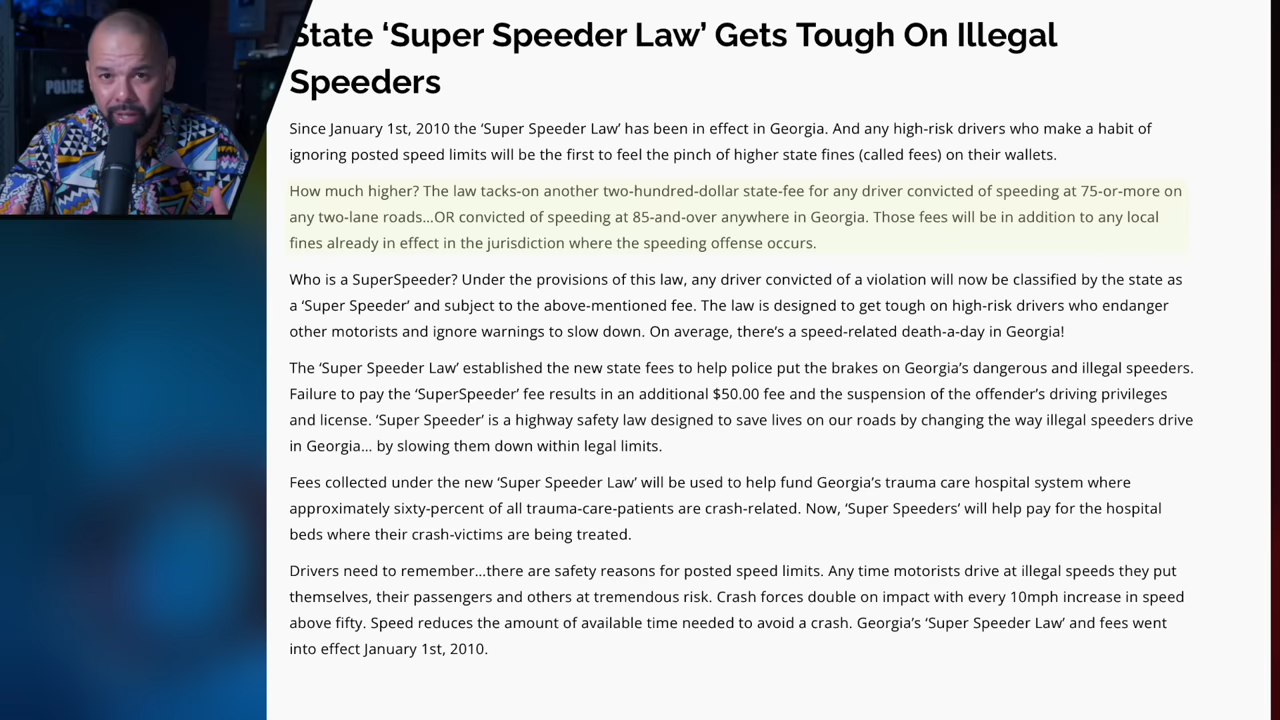 POLICE
State ‘Super Speeder Law’ Gets Tough On Illegal
Speeders
Since January 1st, 2010 the ‘Super Speeder Law’ has been in effect in Georgia. And any high-risk drivers who make a habit of
ignoring posted speed limits will be the first to feel the pinch of higher state fines (called fees) on their wallets.
How much higher? The law tacks-on another two-hundred-dollar state-fee for any driver convicted of speeding at 75-or-more on
any two-lane roads…OR convicted of speeding at 85-and-over anywhere in Georgia. Those fees will be in addition to any local
fines already in effect in the jurisdiction where the speeding offense occurs.
Who is a SuperSpeeder? Under the provisions of this law, any driver convicted of a violation will now be classified by the state as
a ‘Super Speeder’ and subject to the above-mentioned fee. The law is designed to get tough on high-risk drivers who endanger
other motorists and ignore warnings to slow down. On average, there’s a speed-related death-a-day in Georgia!
The ‘Super Speeder Law’ established the new state fees to help police put the brakes on Georgia’s dangerous and illegal speeders.
Failure to pay the ‘SuperSpeeder’ fee results in an additional $50.00 fee and the suspension of the offender’s driving privileges
and license. ‘Super Speeder’ is a highway safety law designed to save lives on our roads by changing the way illegal speeders drive
in Georgia… by slowing them down within legal limits.
Fees collected under the new ‘Super Speeder Law’ will be used to help fund Georgia’s trauma care hospital system where
approximately sixty-percent of all trauma-care-patients are crash-related. Now, ‘Super Speeders’ will help pay for the hospital
beds where their crash-victims are being treated.
Drivers need to remember…there are safety reasons for posted speed limits. Any time motorists drive at illegal speeds they put
themselves, their passengers and others at tremendous risk. Crash forces double on impact with every 10mph increase in speed
above fifty. Speed reduces the amount of available time needed to avoid a crash. Georgia’s ‘Super Speeder Law’ and fees went
into effect January 1st, 2010.